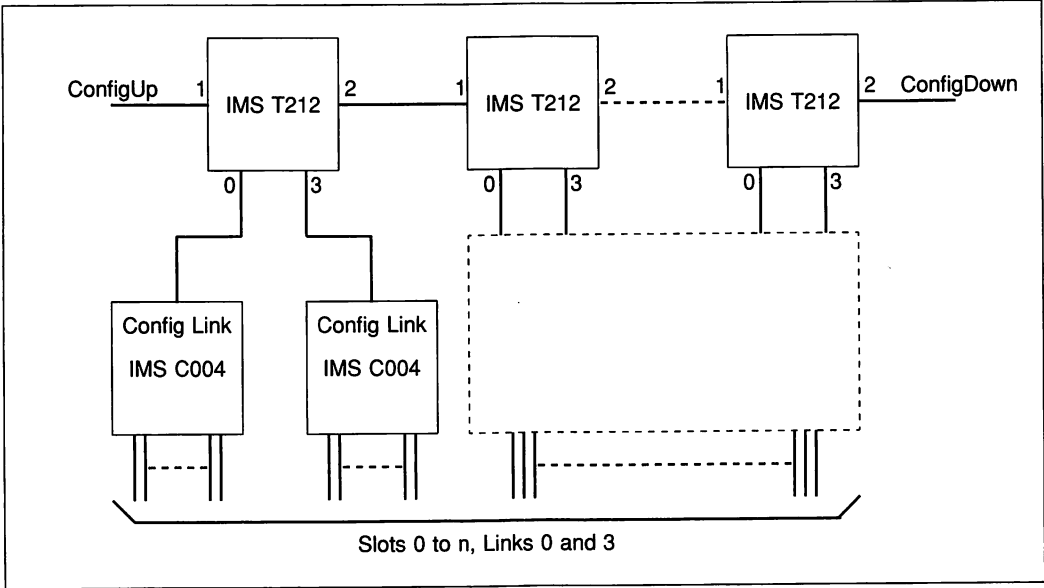 ConfigUp 1 IMS T212 2 1 IMS T212 2 1 IMS T212 2 ConfigDown
0 3 0 3 0 3
Config Link Config Link
IMS C004 IMS C004
Slots 0 to n, Links 0 and 3